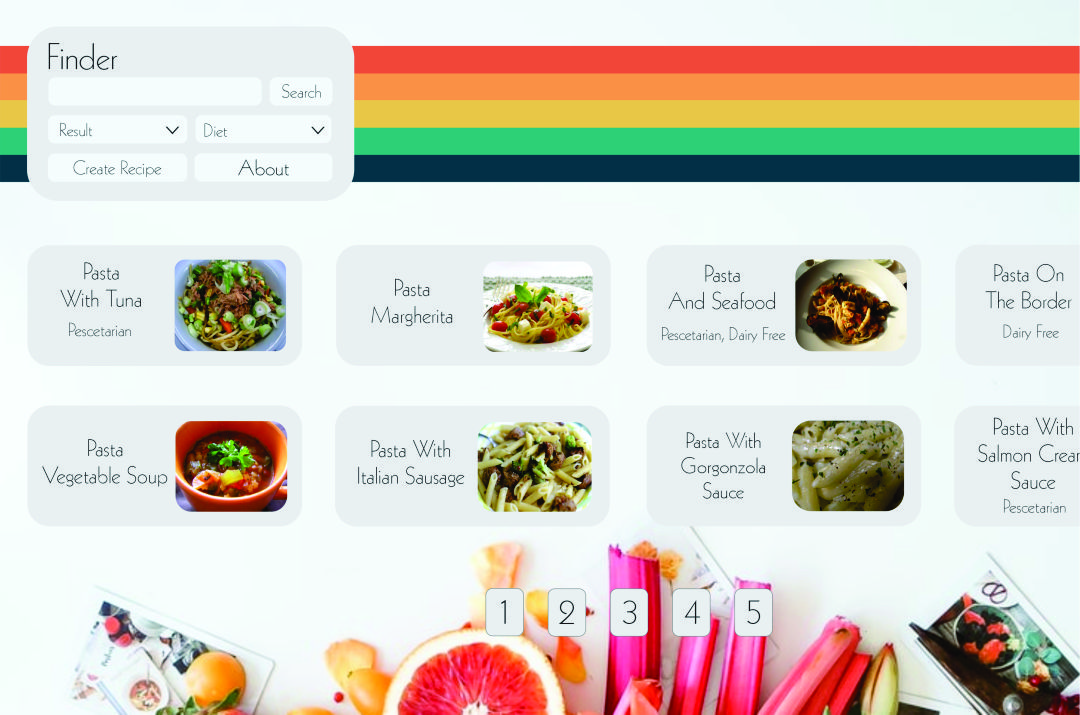 Finder
Search
Result
Diet
Create Recipe
About
Pasta
With Tuna
Pescetarian
Pasta
Margherita
Pasta
And Seafood
Pescetarian, Dairy Free
Pasta On
The Border
Dairy Free
Pasta
Vegetable Soup
Pasta With
Italian Sausage
Pasta With
Gorgonzola
Sauce
Pasta With
Salmon Crea
Sauce
Pescetarian
1
2
3
4
5